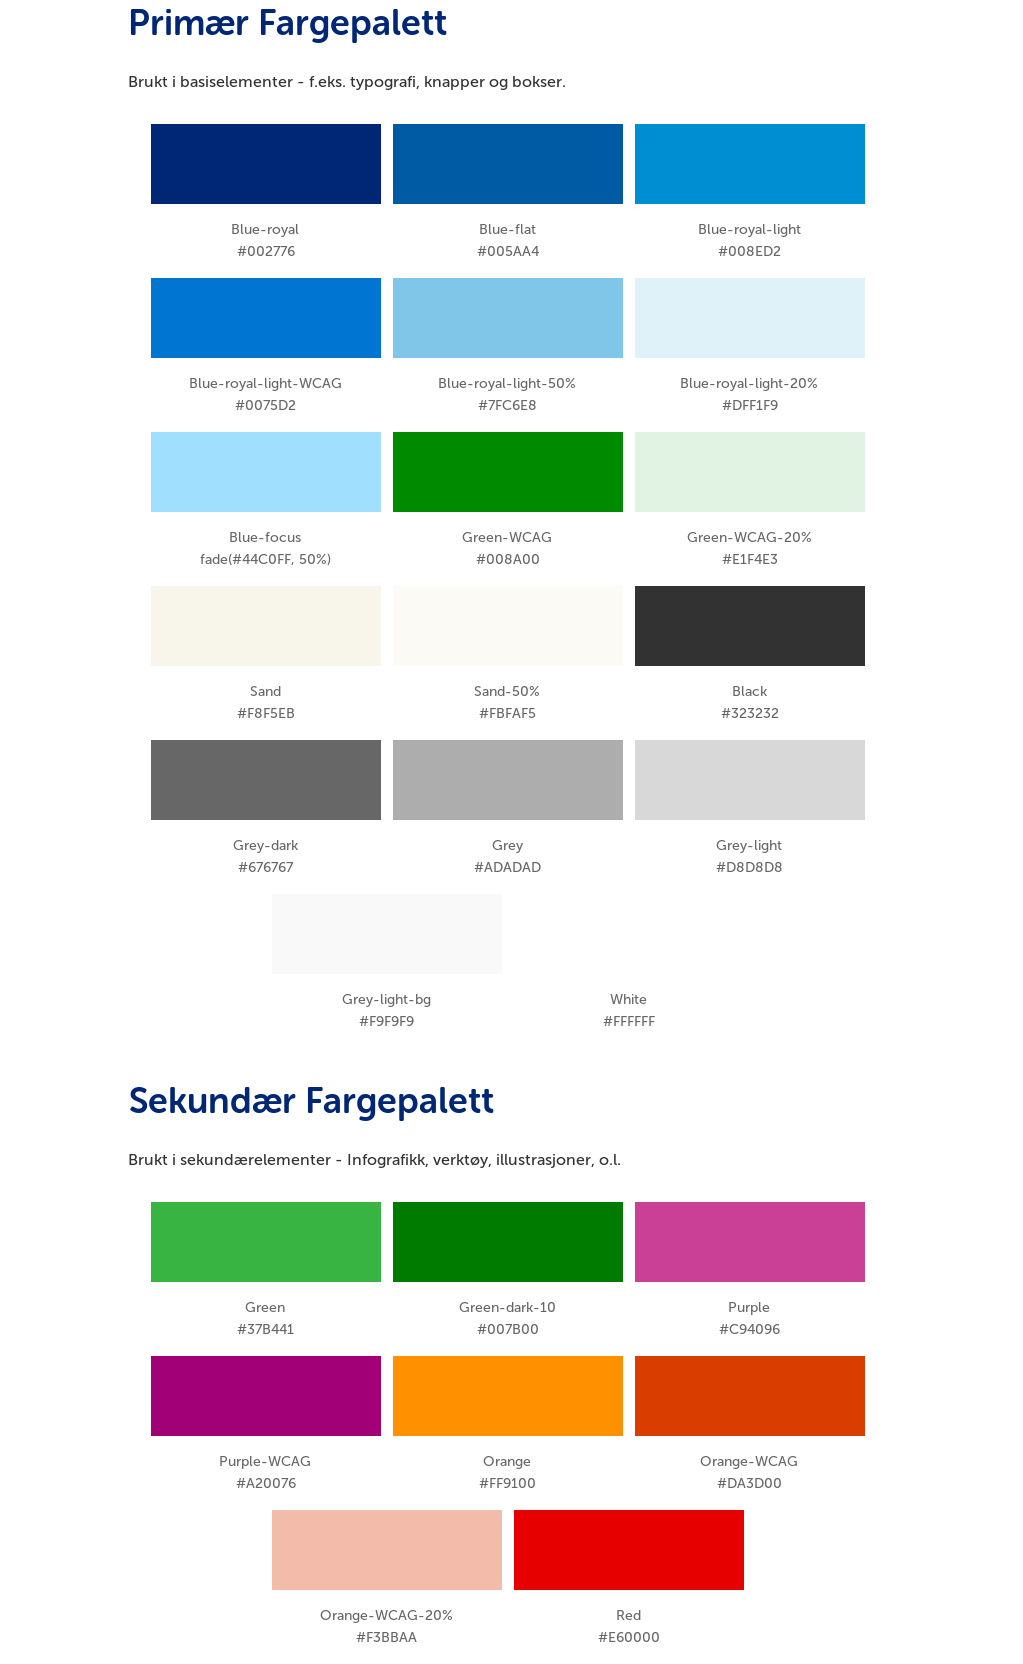 Primær Fargepalett
Brukt i basiselementer - f.eks. typografi, knapper og bokser.
Blue-royal
#002776
Blue-flat
#005AA4
Blue-royal-light
#008ED2
Blue-royal-light-WCAG
#0075D2
Blue-royal-light-50%
#7FC6E8
Blue-royal-light-20%
#DFF1F9
Blue-focus
fade(#44C0FF, 50%)
Green-WCAG
#008A00
Green-WCAG-20%
#E1F4E3
Sand
#F8F5EB
Sand-50%
#FBFAF5
Black
#323232
Grey-dark
#676767
Grey
#ADADAD
Grey-light
#D8D8D8
Grey-light-bg
#F9F9F9
White
#FFFFFF
Sekundær Fargepalett
Brukt i sekundærelementer - Infografikk, verktøy, illustrasjoner, o.l.
Green
#37B441
Green-dark-10
#007B00
Purple
#C94096
Purple-WCAG
#A20076
Orange
#FF9100
Orange-WCAG
#DA3D00
Orange-WCAG-20%
#F3BBAA
Red
#E60000